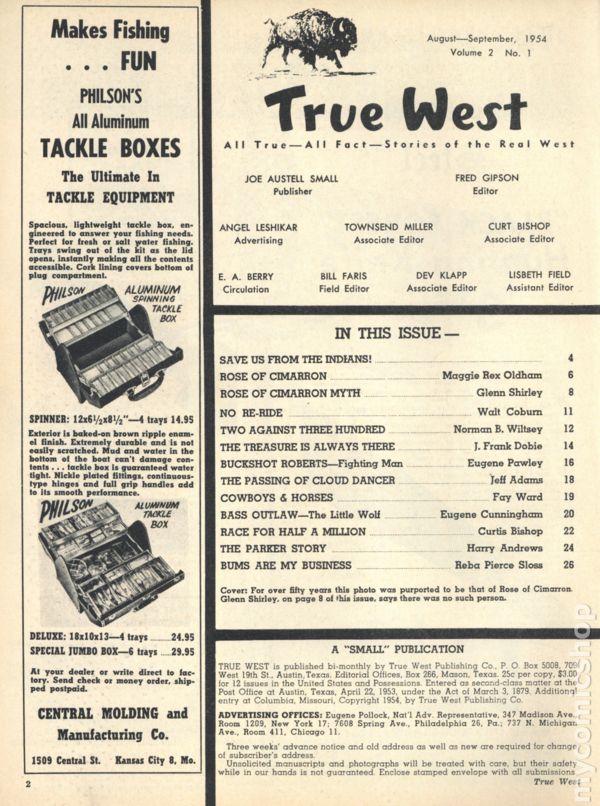 Makes Fishing
. . . FUN
PHILSON'S
All Aluminum
TACKLE BOXES
The Ultimate In
TACKLE EQUIPMENT
Spacious, lightweight tackle box, en-
gineered to answer your fishing needs.
Perfect for fresh or salt water fishing.
Trays swing out of the kit as the lid
opens, instantly making all the contents
accessible. Cork lining covers bottom of
plug compartment.
PHILSON ALUMINUM
SPINNING
TACKLE
BOX
SPINNER: 12x6½x8½"—4 trays 14.95
Exterior is baked-on brown ripple enam-
el finish. Extremely durable and is not
easily scratched. Mud and water in the
bottom of the boat can't damage con-
tents . . . tackle box is guaranteed water
tight. Nickle plated fittings, continuous-
type hinges and full grip handles add
to its smooth performance.
PHILSON ALUMINUM
TACKLE
BOX
DELUXE: 18x10x13—4 trays ...... 24.95
SPECIAL JUMBO BOX—6 trays ....29.95
At your dealer or write direct to fac-
tory. Send check or money order, ship-
ped postpaid.
CENTRAL MOLDING and
Manufacturing Co.
1509 Central St. Kansas City 8, Mo.
2
August—September, 1954
Volume 2 No. 1
True West
All True—All Fact—Stories of the Real West
JOE AUSTELL SMALL
Publisher
FRED GIPSON
Editor
ANGEL LESHIKAR
Advertising
TOWNSEND MILLER
Associate Editor
CURT BISHOP
Associate Editor
E. A. BERRY
Circulation
BILL FARIS
Field Editor
DEV KLAPP
Associate Editor
LISBETH FIELD
Assistant Editor
IN THIS ISSUE —
SAVE US FROM THE INDIANS! 4
ROSE OF CIMARRON Maggie Rex Oldham 6
ROSE OF CIMARRON MYTH Glenn Shirley 8
NO RE-RIDE Walt Coburn 11
TWO AGAINST THREE HUNDRED Norman B. Wiltsey 12
THE TREASURE IS ALWAYS THERE J. Frank Dobie 14
BUCKSHOT ROBERTS—Fighting Man Eugene Pawley 16
THE PASSING OF CLOUD DANCER Jeff Adams 18
COWBOYS & HORSES Fay Ward 19
BASS OUTLAW—The Little Wolf Eugene Cunningham 20
RACE FOR HALF A MILLION Curtis Bishop 22
THE PARKER STORY Harry Andrews 24
BUMS ARE MY BUSINESS Reba Pierce Sloss 26
Cover: For over fifty years this photo was purported to be that of Rose of Cimarron.
Glenn Shirley, on page 8 of this issue, says there was no such person.
A "SMALL" PUBLICATION
TRUE WEST is published bi-monthly by True West Publishing Co., P. O. Box 5008, 709½
West 19th St., Austin, Texas. Editorial Offices, Box 266, Mason, Texas. 25c per copy, $3.00
for 12 issues in the United States and Possessions. Entered as second-class matter at the
Post Office at Austin, Texas, April 22, 1953, under the Act of March 3, 1879. Additional
entry at Columbia, Missouri, Copyright 1954, by True West Publishing Co.
ADVERTISING OFFICES: Eugene Pollock, Nat'l Adv. Representative, 347 Madison Ave.,
Room 1209, New York 17; 7608 Spring Ave., Philadelphia 26, Pa.; 737 N. Michigan
Ave., Room 411, Chicago 11.
Three weeks' advance notice and old address as well as new are required for change
of subscriber's address.
Unsolicited manuscripts and photographs will be treated with care, but their safety
while in our hands is not guaranteed. Enclose stamped envelope with all submissions.
True West
mycomicshop